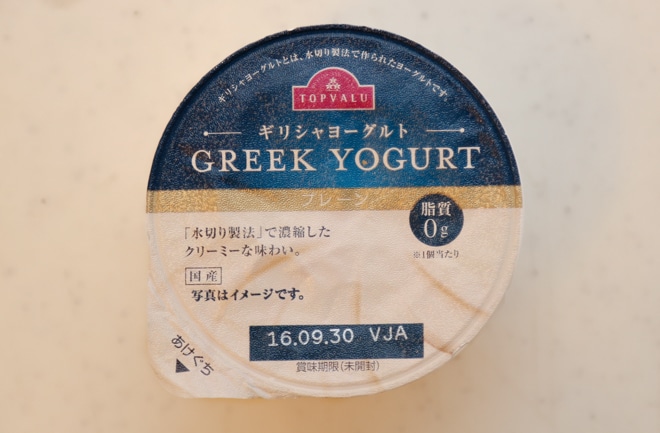 ギリシャヨーグルトとは、水切り製法で作られたヨーグルトです。
TOPVALU
ギリシャヨーグルト
GREEK YOGURT
プレーン
脂質
0g
※1個当たり
「水切り製法」で濃縮した
クリーミーな味わい。
国産
写真はイメージです。
16.09.30 VJA
賞味期限(未開封)
あけぐち